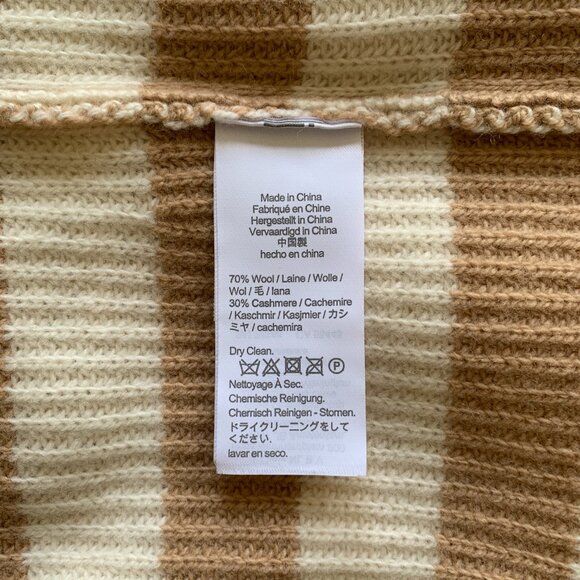 Made in China
Fabriqué en Chine
Hergestellt in China
Vervaardigd in China
中国製
hecho en china
70% Wool / Laine / Wolle /
Wol / 毛 / lana
30% Cashmere / Cachemire
/ Kaschmir / Kasjmier / カシ
ミヤ / cachemira
Dry Clean.
P
Nettoyage À Sec.
Chemische Reinigung.
Chemisch Reinigen - Stomen.
ドライクリーニングをして
ください.
lavar en seco.